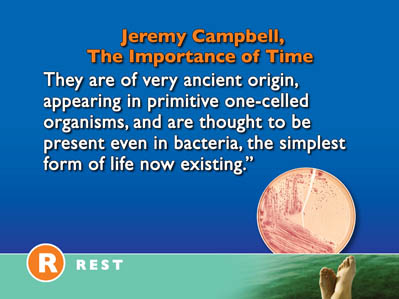 Jeremy Campbell,
The Importance of Time
They are of very ancient origin,
appearing in primitive one-celled
organisms, and are thought to be
present even in bacteria, the simplest
form of life now existing.”
R REST